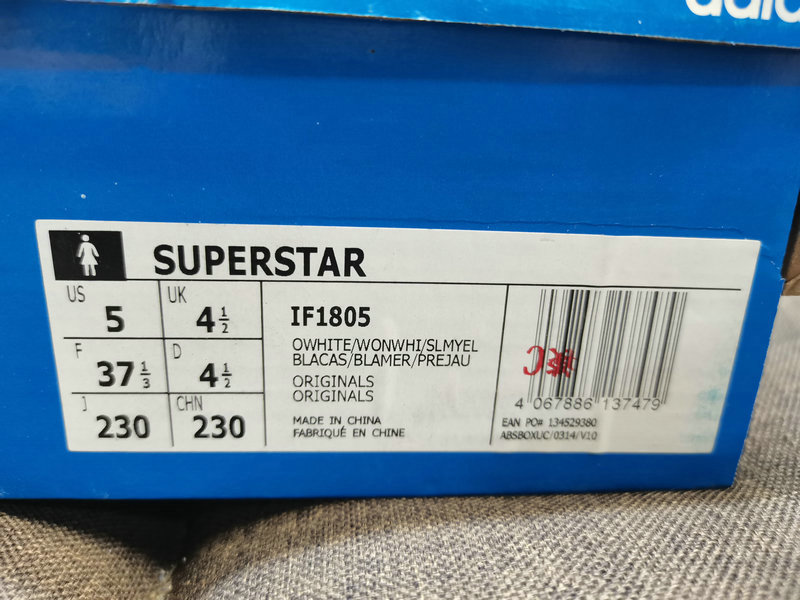 SUPERSTAR
US 5
UK 4 1/2
F 37 1/3
D 4 1/2
J 230
CHN 230
IF1805
OWHITE/WONWHI/SLMYEL
BLACAS/BLAMER/PREJAU
ORIGINALS
ORIGINALS
MADE IN CHINA
FABRIQUÉ EN CHINE
4 067886 137479
EAN PO# 134529380
ABSBOXUC/0314/V10